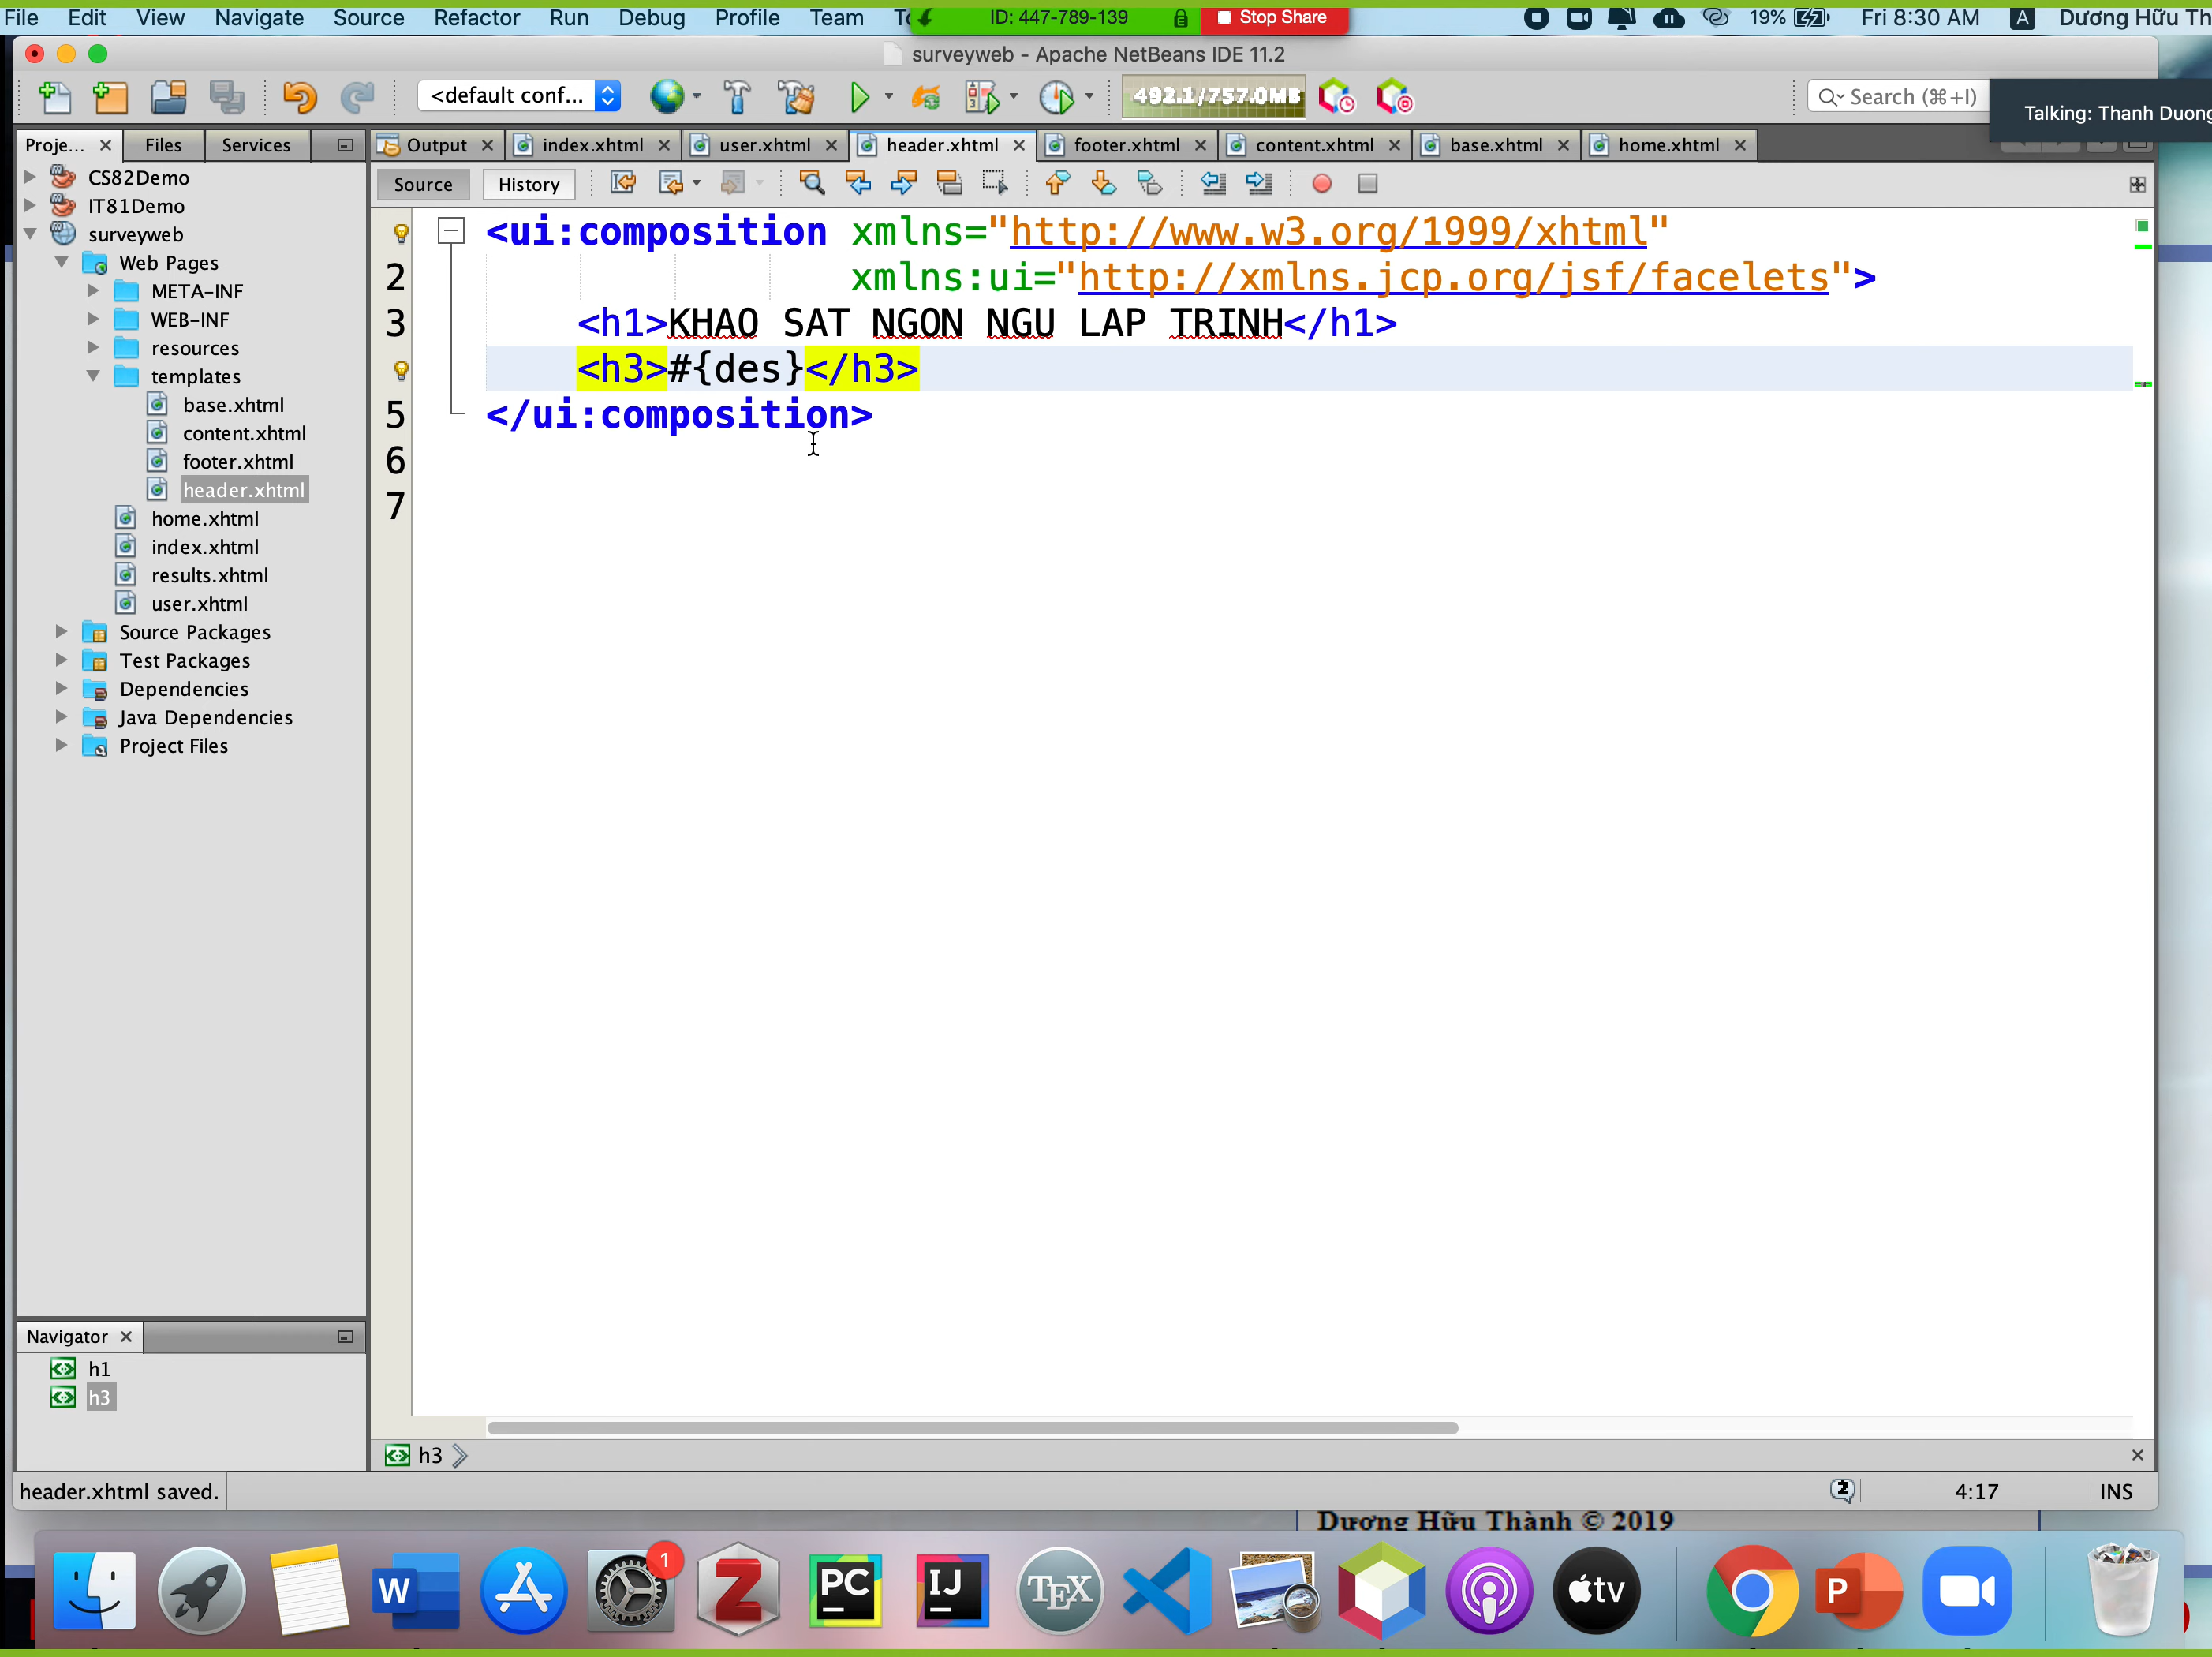 File Edit View Navigate Source Refactor Run Debug Profile Team ID: 447-789-139 Stop Share 19% Fri 8:30 AM A Dương Hữu Th
surveyweb - Apache NetBeans IDE 11.2
<default conf... 492.1/757.0MB Search (⌘+I)
Talking: Thanh Duong
Proje... Files Services Output index.xhtml user.xhtml header.xhtml footer.xhtml content.xhtml base.xhtml home.xhtml
Source History
CS82Demo
IT81Demo
surveyweb
Web Pages
META-INF
WEB-INF
resources
templates
base.xhtml
content.xhtml
footer.xhtml
header.xhtml
home.xhtml
index.xhtml
results.xhtml
user.xhtml
Source Packages
Test Packages
Dependencies
Java Dependencies
Project Files
<ui:composition xmlns="http://www.w3.org/1999/xhtml"
2 xmlns:ui="http://xmlns.jcp.org/jsf/facelets">
3 <h1>KHAO SAT NGON NGU LAP TRINH</h1>
<h3>#{des}</h3>
5 </ui:composition>
6
7
Navigator
h1
h3
h3
header.xhtml saved. 2 4:17 INS
Dương Hữu Thành © 2019
W 1 Z PC IJ TEX tv P